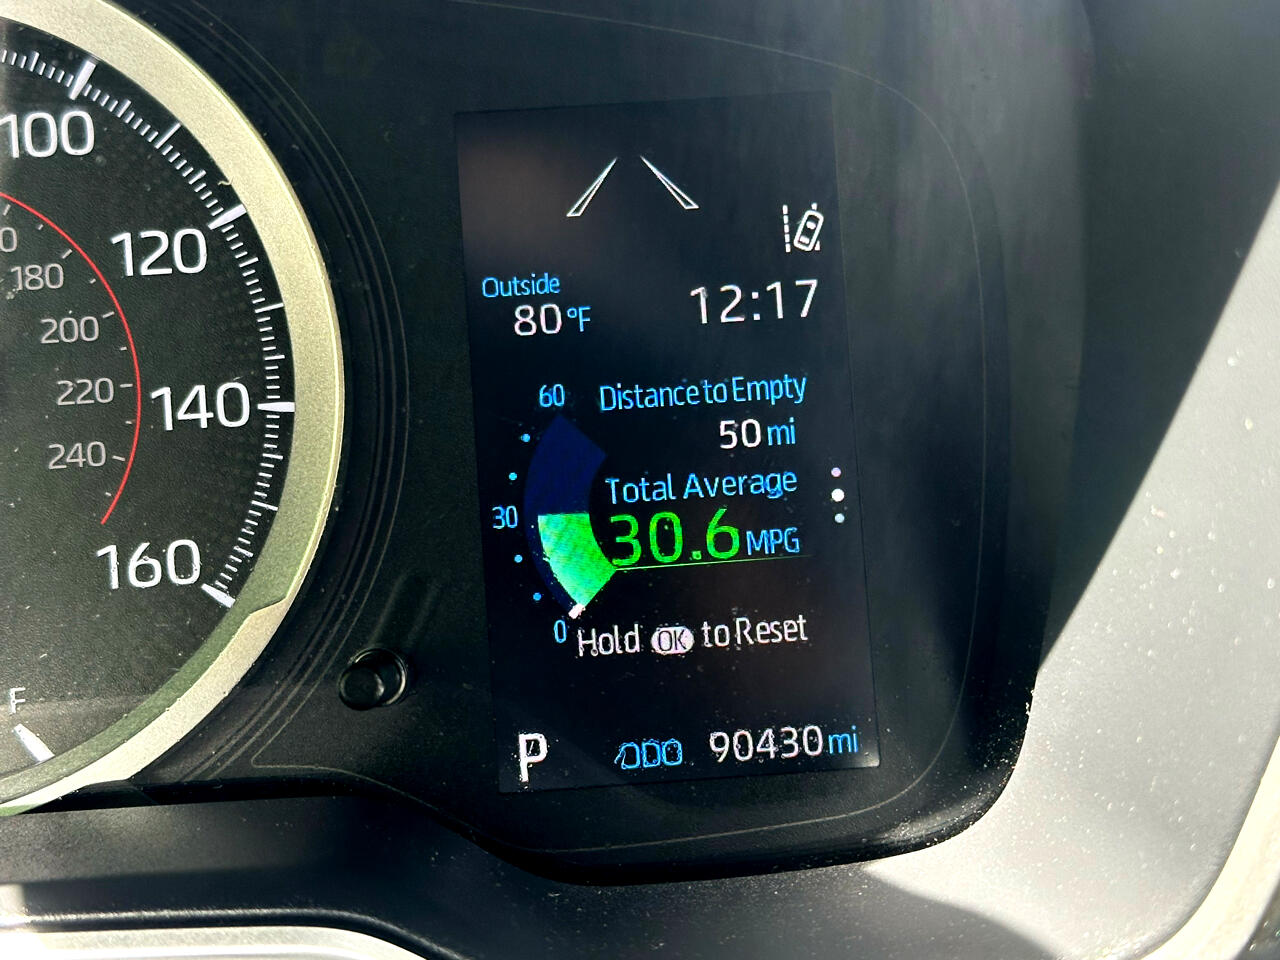 100
120
140
160
180
200
220
240
F
Outside
80°F
12:17
60
30
0
Distance to Empty
50 mi
Total Average
30.6 MPG
Hold OK to Reset
P
ODO 90430 mi